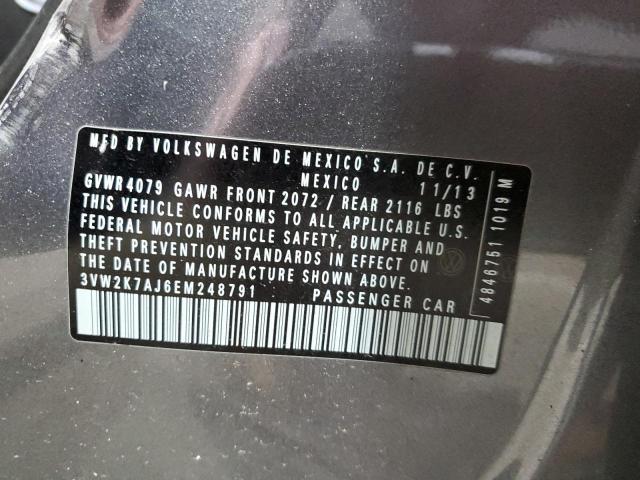 MFD BY VOLKSWAGEN DE MEXICO S.A. DE C.V.
MEXICO 11/13
GVWR 4079 GAWR FRONT 2072 / REAR 2116 LBS
THIS VEHICLE CONFORMS TO ALL APPLICABLE U.S.
FEDERAL MOTOR VEHICLE SAFETY, BUMPER AND
THEFT PREVENTION STANDARDS IN EFFECT ON
THE DATE OF MANUFACTURE SHOWN ABOVE.
3VW2K7AJ6EM248791 PASSENGER CAR
4846751 1019 M